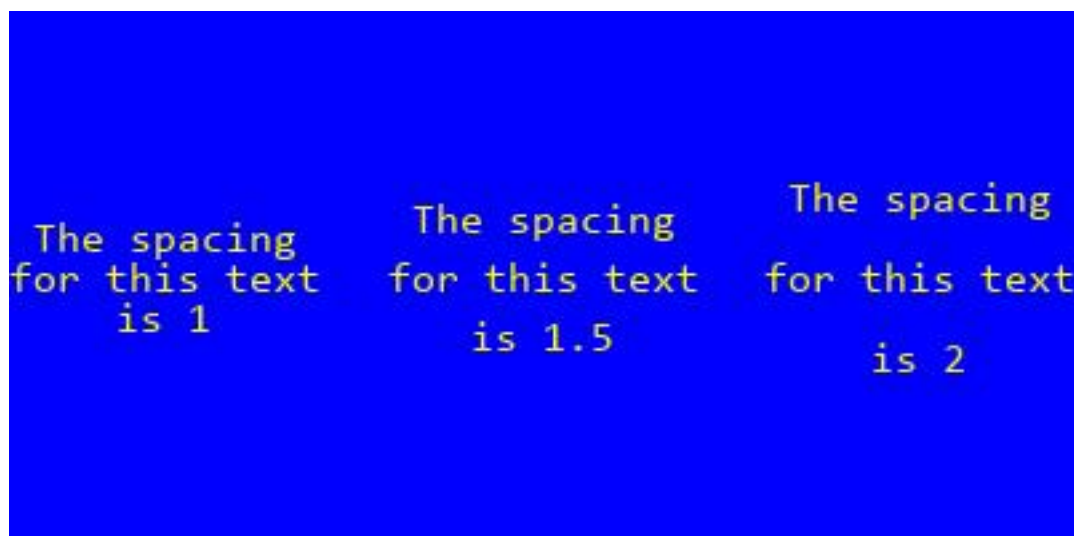 The spacing
for this text
is 1
The spacing
for this text
is 1.5
The spacing
for this text
is 2